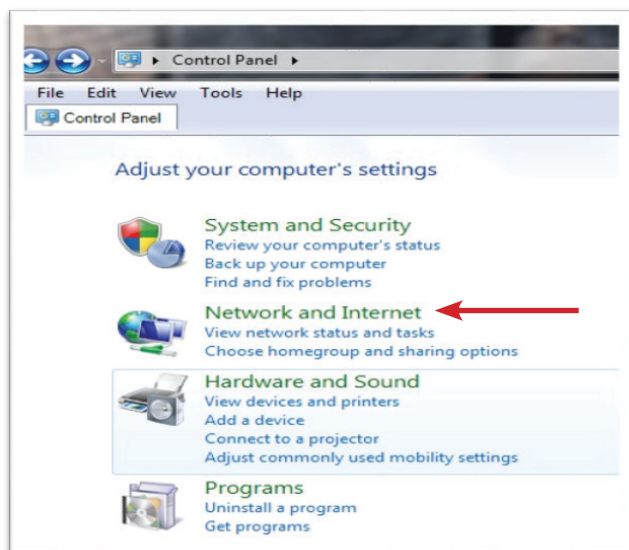 Control Panel
File Edit View Tools Help
Control Panel
Adjust your computer's settings
System and Security
Review your computer's status
Back up your computer
Find and fix problems
Network and Internet
View network status and tasks
Choose homegroup and sharing options
Hardware and Sound
View devices and printers
Add a device
Connect to a projector
Adjust commonly used mobility settings
Programs
Uninstall a program
Get programs